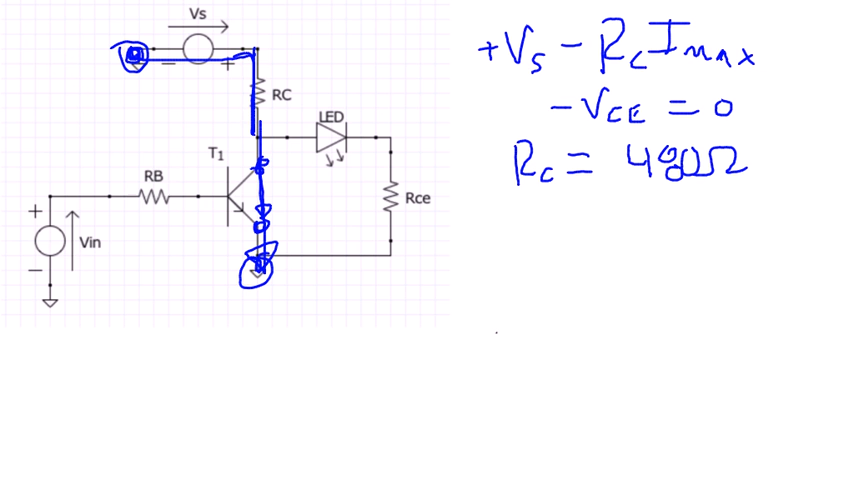 Vs
+Vs - RcImax
- +
RC
-VCE = 0
LED
T1
Rc = 480Ω
RB
Rce
+
Vin
-